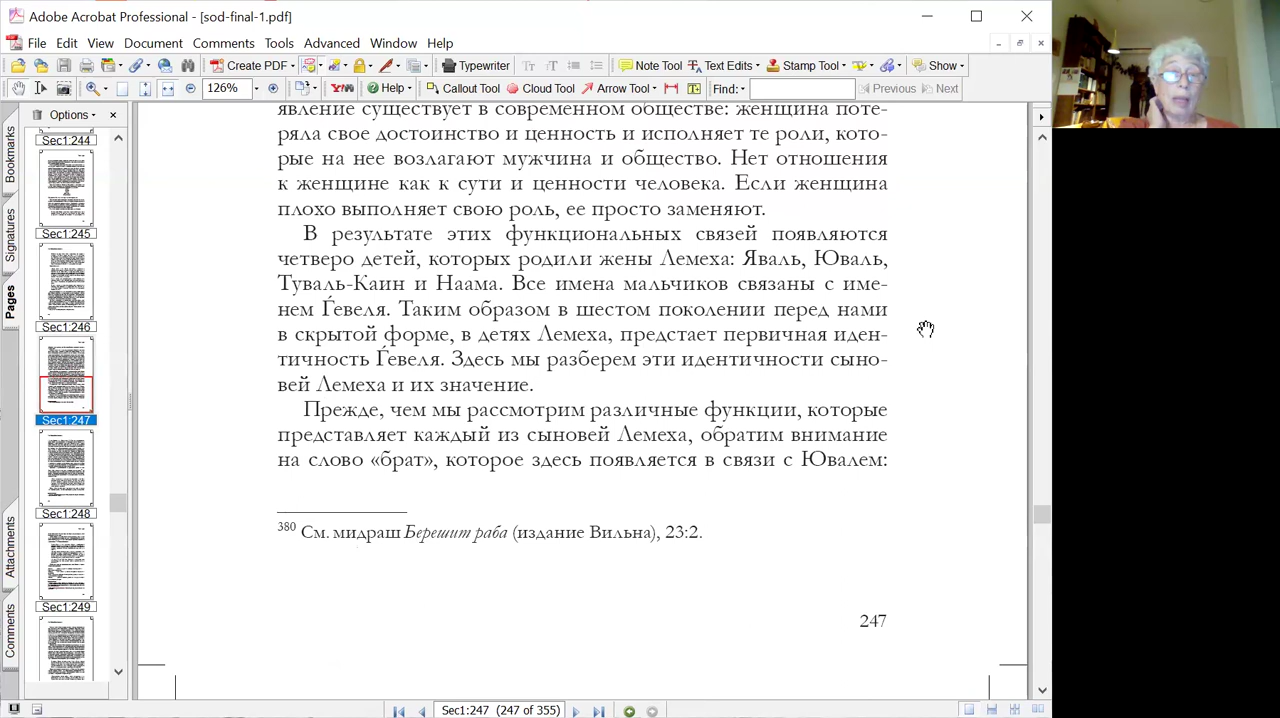 Adobe Acrobat Professional - [sod-final-1.pdf]
File Edit View Document Comments Tools Advanced Window Help
Create PDF Typewriter Note Tool Text Edits Stamp Tool Show
126% Help Callout Tool Cloud Tool Arrow Tool Find: Previous Next
Options
Bookmarks
Signatures
Pages
Attachments
Comments
Sec1:244
Sec1:245
Sec1:246
Sec1:247
Sec1:248
Sec1:249
явление существует в современном обществе: женщина поте-
ряла свое достоинство и ценность и исполняет те роли, кото-
рые на нее возлагают мужчина и общество. Нет отношения
к женщине как к сути и ценности человека. Если женщина
плохо выполняет свою роль, ее просто заменяют.
В результате этих функциональных связей появляются
четверо детей, которых родили жены Лемеха: Яваль, Юваль,
Туваль-Каин и Наама. Все имена мальчиков связаны с име-
нем Ѓевеля. Таким образом в шестом поколении перед нами
в скрытой форме, в детях Лемеха, предстает первичная иден-
тичность Ѓевеля. Здесь мы разберем эти идентичности сыно-
вей Лемеха и их значение.
Прежде, чем мы рассмотрим различные функции, которые
представляет каждый из сыновей Лемеха, обратим внимание
на слово «брат», которое здесь появляется в связи с Ювалем:
380 См. мидраш Берешит раба (издание Вильна), 23:2.
247
Sec1:247 (247 of 355)